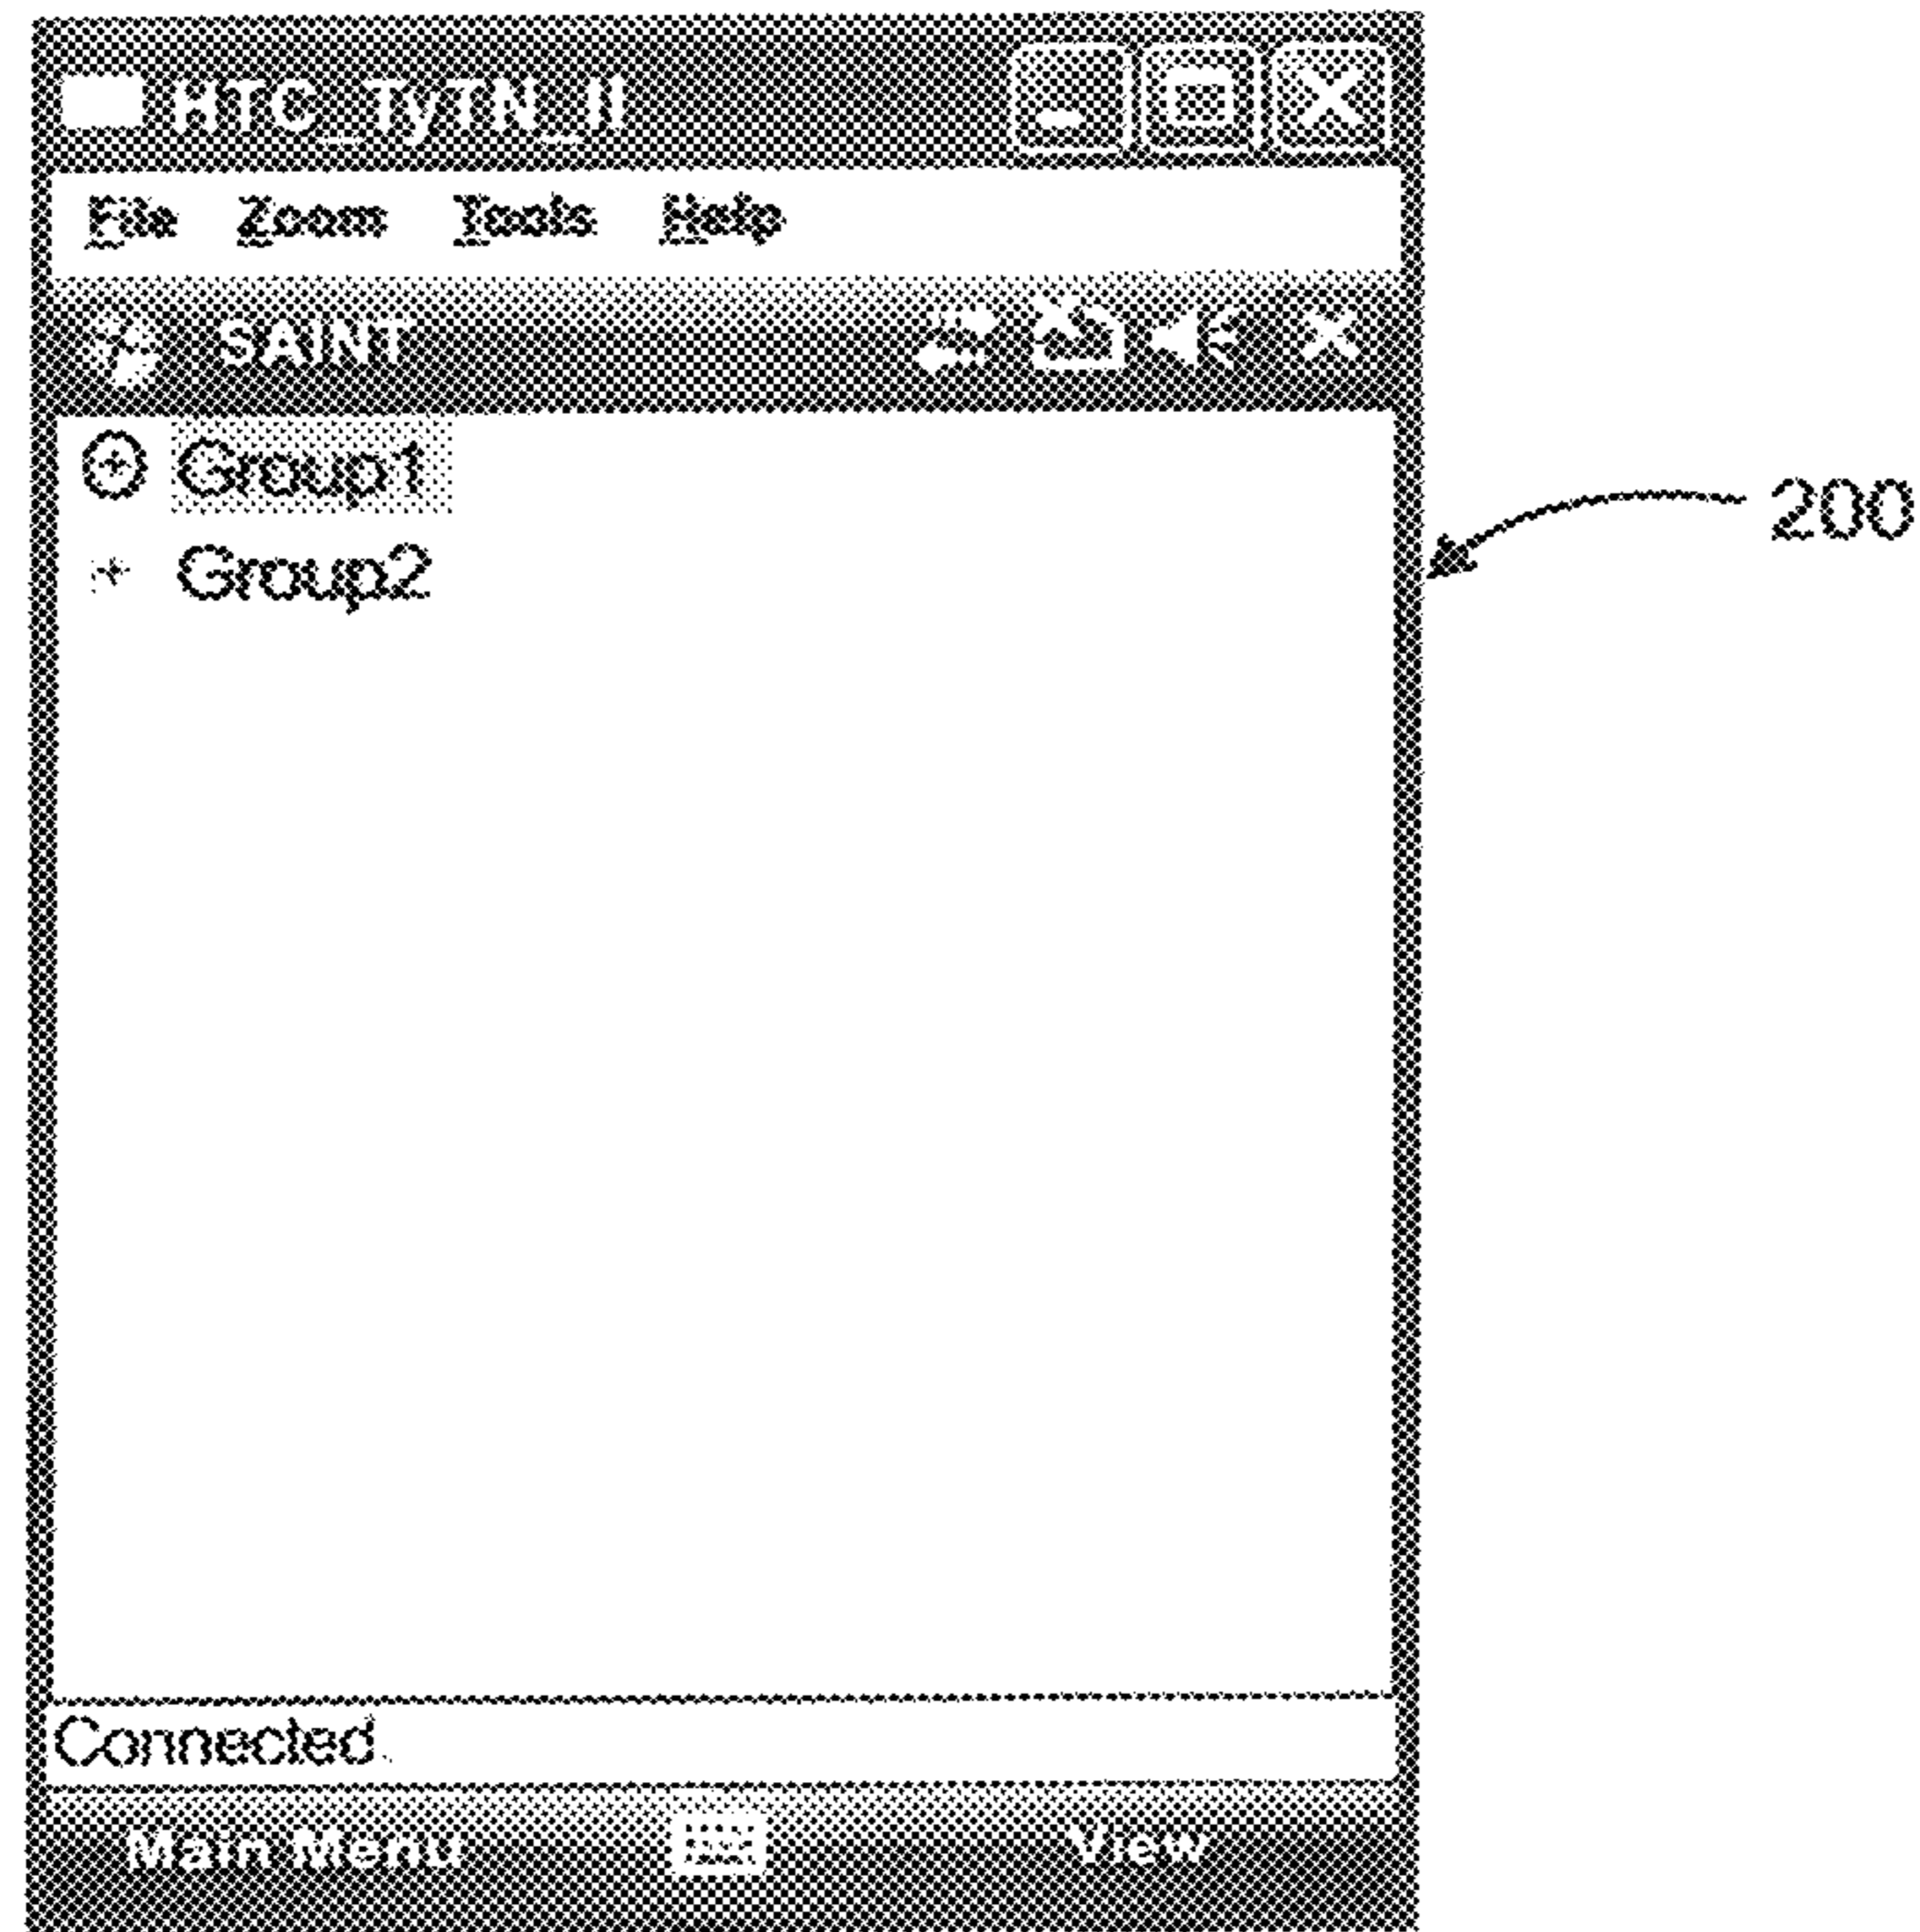 HTC_TyTN_II
File Zoom Tools Help
SAINT
Group1
200
Group2
Connected.
Main Menu View